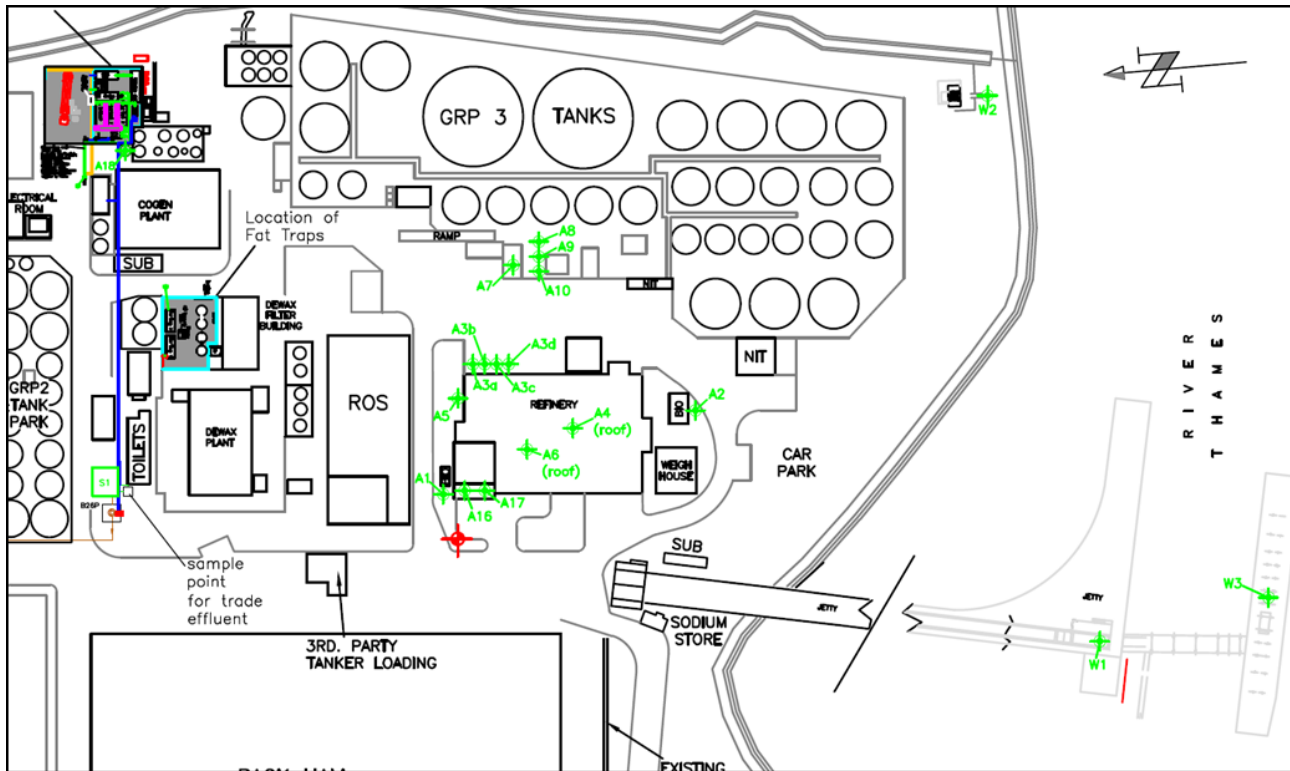 GRP 3
TANKS
N
W2
A18
ELECTRICAL
ROOM
COGEN
PLANT
Location of
Fat Traps
RAMP
A8
A9
A7
A10
NIT
SUB
DEWAX
FILTER
BUILDING
A3b
A3d
A3a
A3c
NIT
RIVER
THAMES
GRP2
TANK
PARK
ROS
A5
REFINERY
A4
(roof)
BIO
A2
DEWAX
PLANT
TOILETS
A6
(roof)
WEIGH
HOUSE
CAR
PARK
S1
A1
A16
A17
B26P
sample
point
for trade
effluent
SUB
JETTY
JETTY
W3
SODIUM
STORE
W1
3RD. PARTY
TANKER LOADING
EXISTING